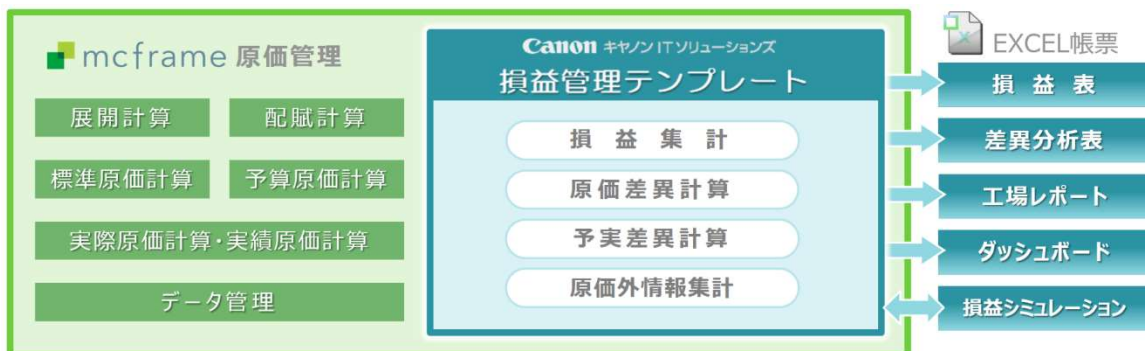 mcframe 原価管理
展開計算
配賦計算
標準原価計算
予算原価計算
実際原価計算・実績原価計算
データ管理
Canon キヤノンITソリューションズ
損益管理テンプレート
損益集計
原価差異計算
予実差異計算
原価外情報集計
EXCEL帳票
損益表
差異分析表
工場レポート
ダッシュボード
損益シミュレーション